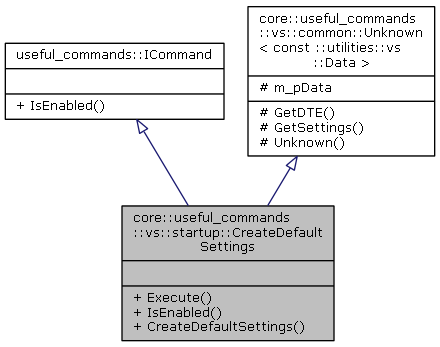 core::useful_commands
::vs::common::Unknown
< const ::utilities::vs
::Data >
# m_pData
# GetDTE()
# GetSettings()
# Unknown()
useful_commands::ICommand
+ IsEnabled()
core::useful_commands
::vs::startup::CreateDefault
Settings
+ Execute()
+ IsEnabled()
+ CreateDefaultSettings()